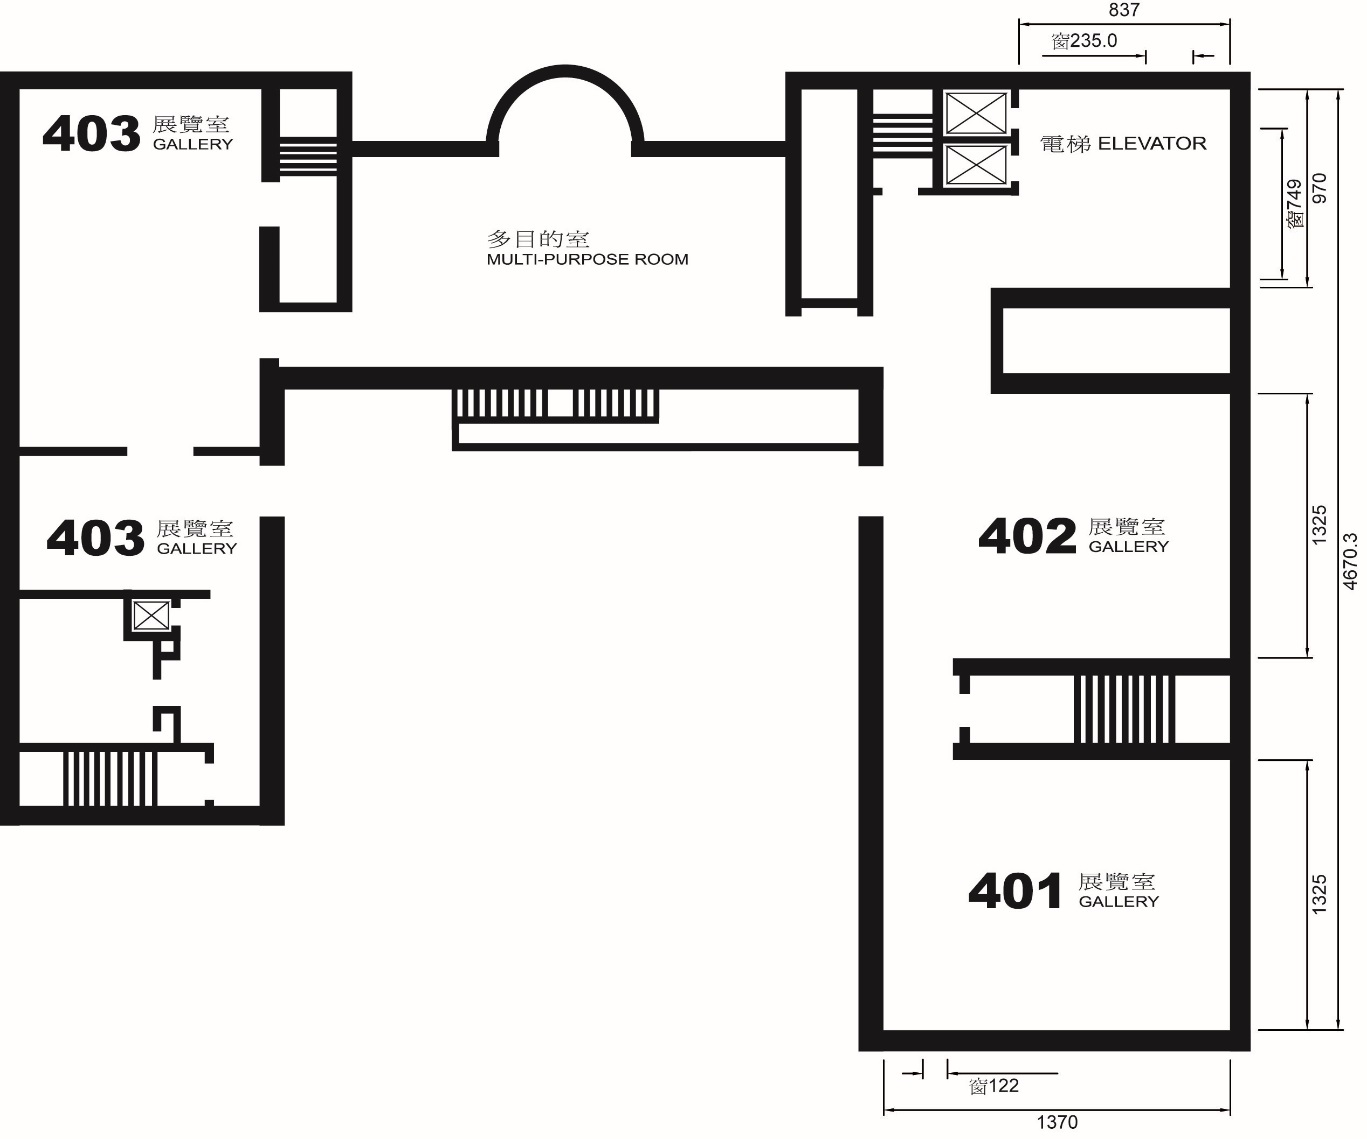 837
窗235.0
403 展覽室
GALLERY
電梯 ELEVATOR
窗749
970
多目的室
MULTI-PURPOSE ROOM
403 展覽室
GALLERY
402 展覽室
GALLERY
1325
4670.3
401 展覽室
GALLERY
1325
窗122
1370